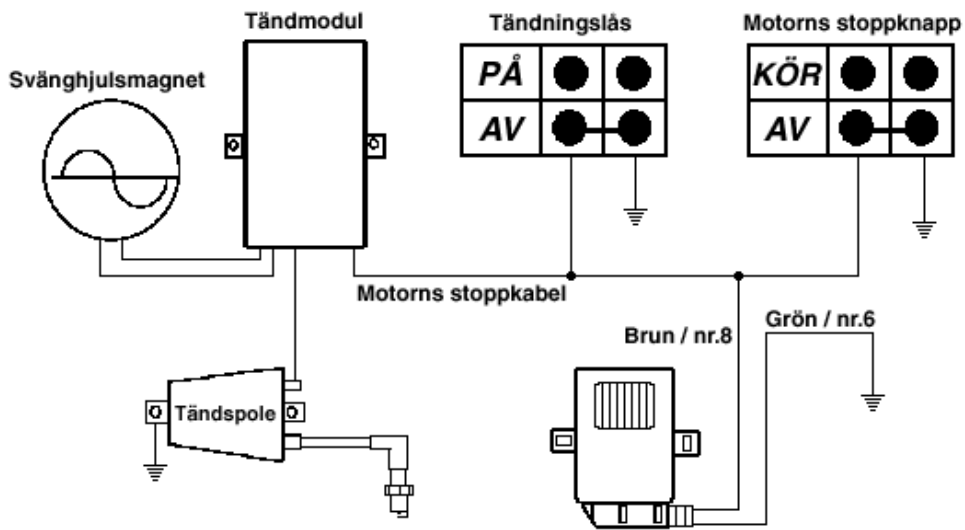 Tändmodul
Tändningslås
Motorns stoppknapp
Svänghjulsmagnet
PÅ
KÖR
AV
AV
Motorns stoppkabel
Brun / nr.8
Grön / nr.6
Tändspole